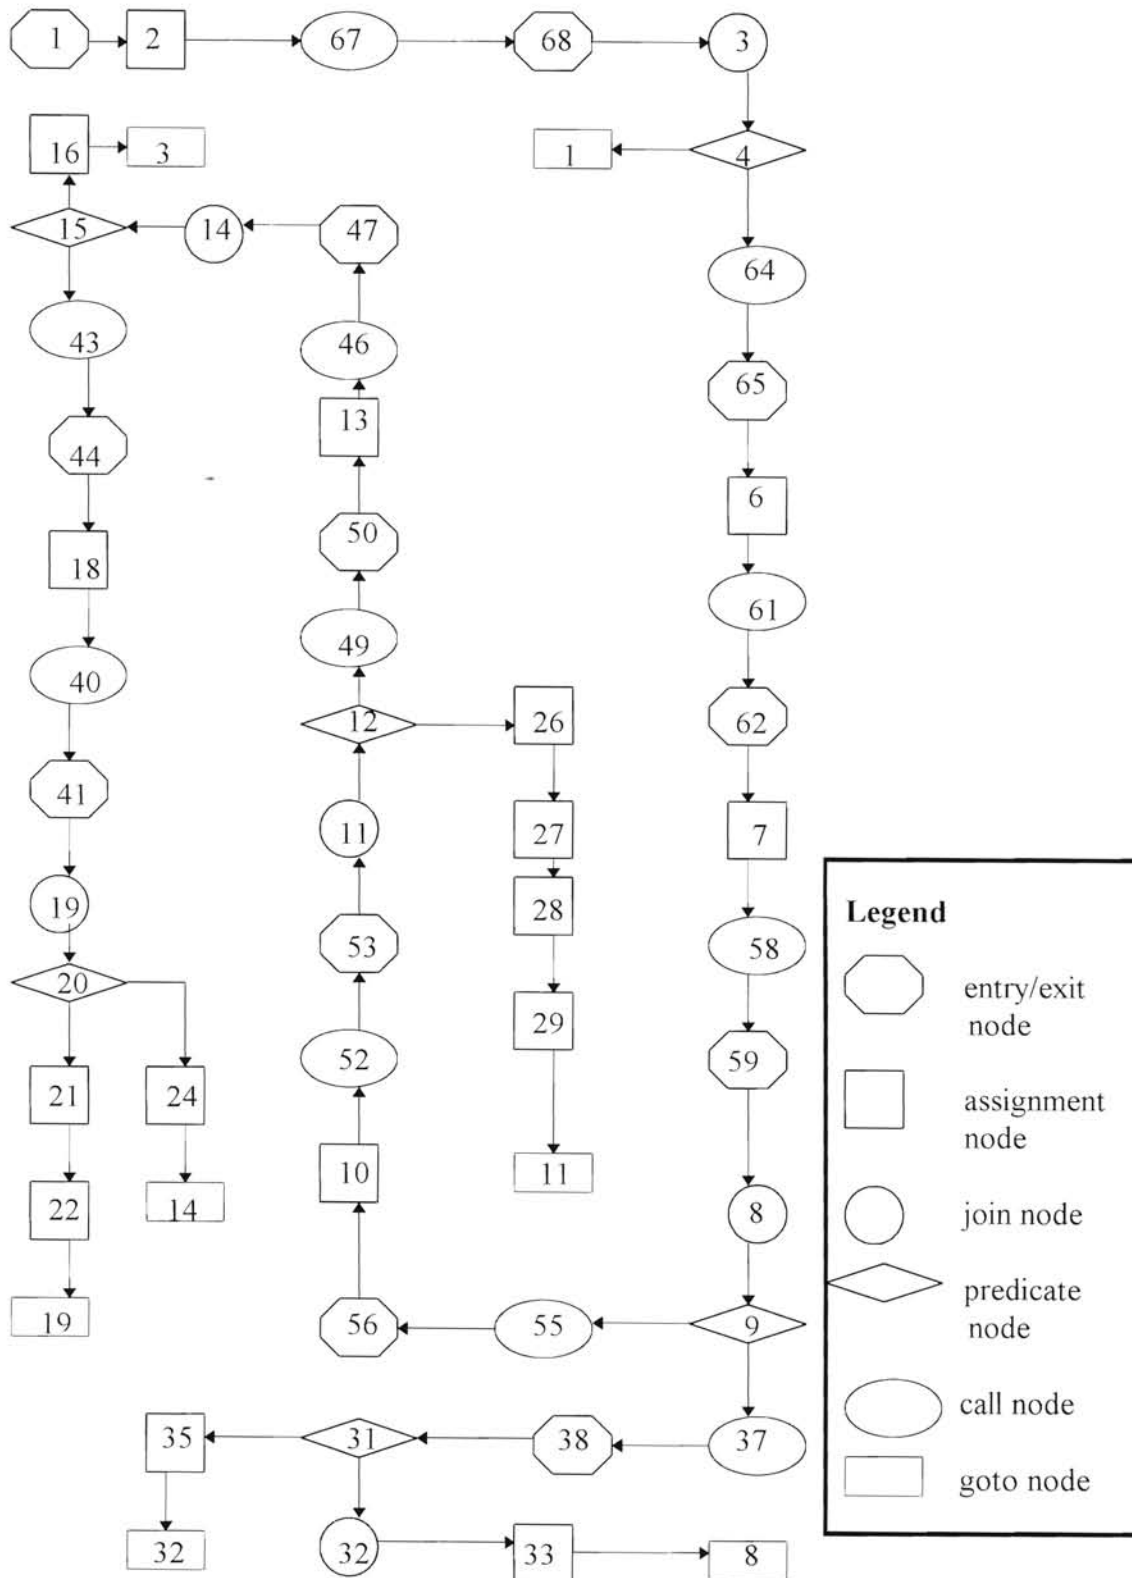 1 2 67 68 3
16 3 1 4
15 14 47
64
43 46
65
13
44
6
50
18
61
49
40
12 26 62
41
11 27 7
19 28
53 58
20
29
52 59
21 24
10 11
22 14 8
19 56 55 9
35 31 38 37
32 32 33 8
Legend
entry/exit
node
assignment
node
join node
predicate
node
call node
goto node